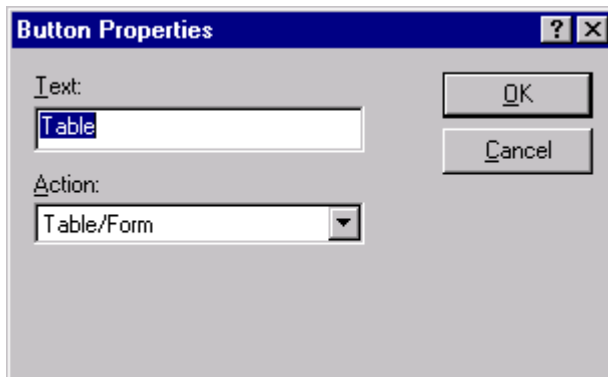 Button Properties
Text:
Table
Action:
Table/Form
OK
Cancel